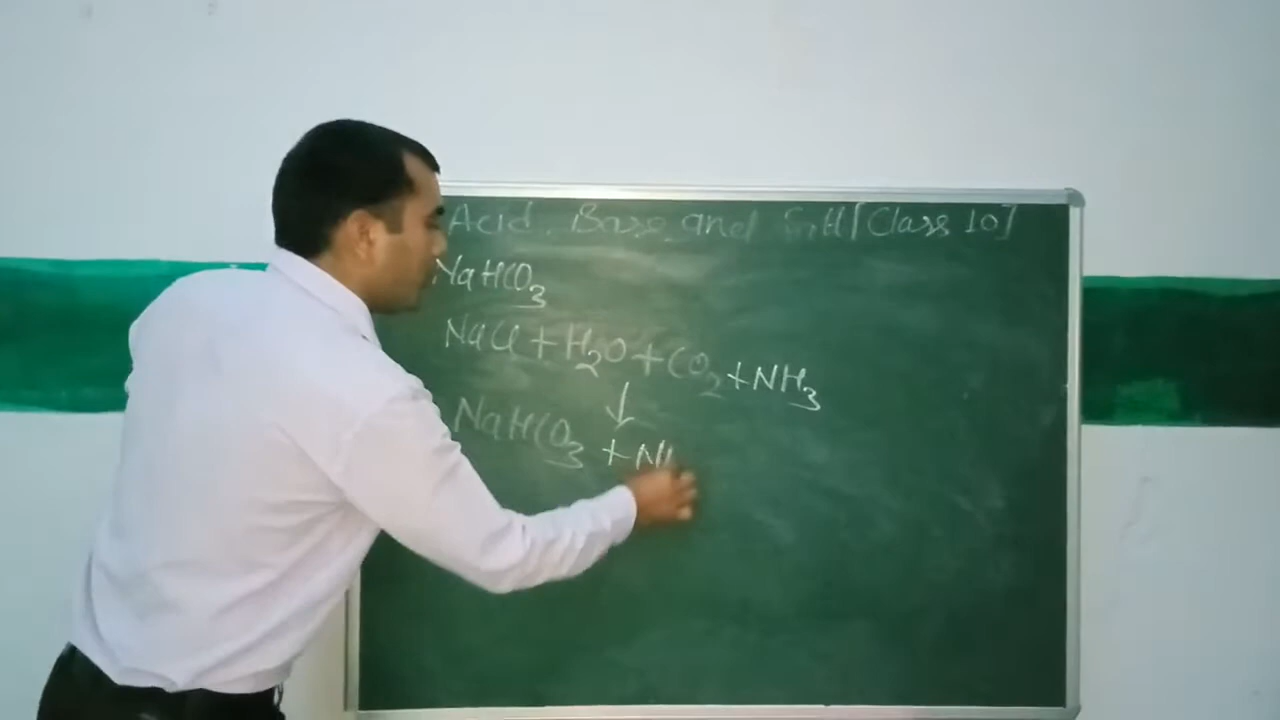 Acid, Base and Salt [Class 10]
NaHCO3
NaCl + H2O + CO2 + NH3
↓
NaHCO3 + NH